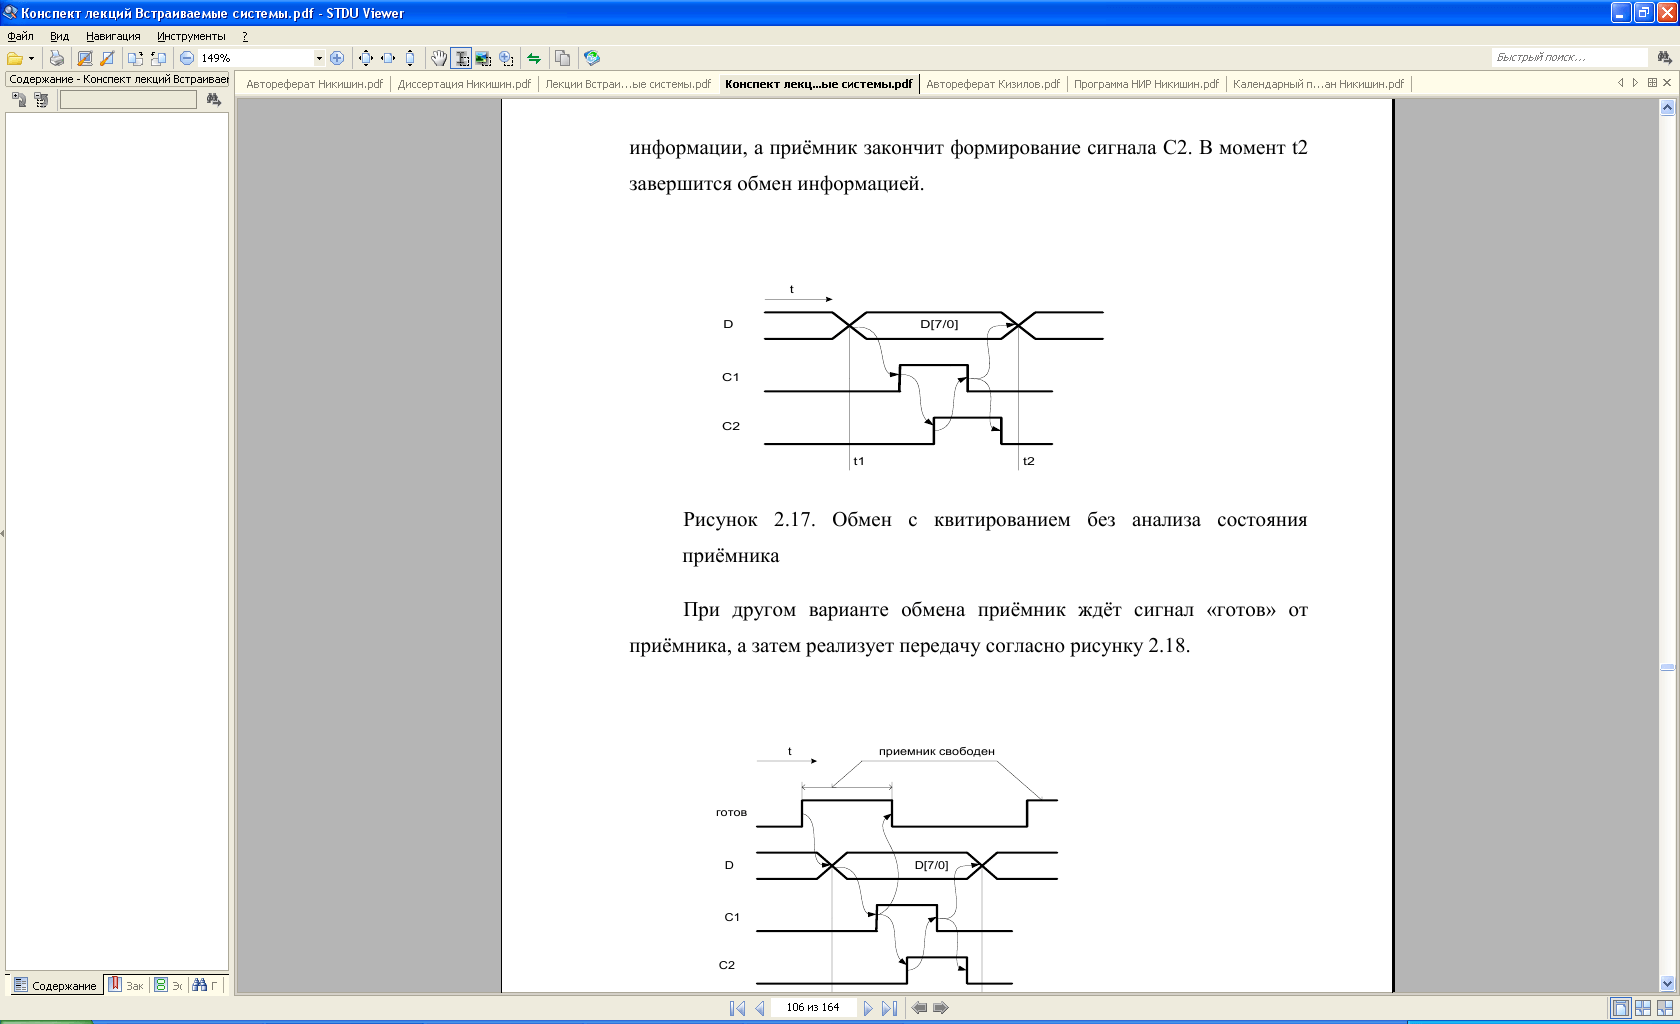 Конспект лекций Встраиваемые системы.pdf - STDU Viewer
Файл Вид Навигация Инструменты ?
149%
Быстрый поиск...
Содержание - Конспект лекций Встраиваем
Автореферат Никишин.pdf Диссертация Никишин.pdf Лекции Встраи...ые системы.pdf Конспект лекц...ые системы.pdf Автореферат Кизилов.pdf Программа НИР Никишин.pdf Календарный п...ан Никишин.pdf
информации, а приёмник закончит формирование сигнала С2. В момент t2
завершится обмен информацией.
t
D
D[7/0]
C1
C2
t1
t2
Рисунок 2.17. Обмен с квитированием без анализа состояния
приёмника
При другом варианте обмена приёмник ждёт сигнал «готов» от
приёмника, а затем реализует передачу согласно рисунку 2.18.
t
приемник свободен
готов
D
D[7/0]
C1
C2
Содержание Зак Эс Г
106 из 164